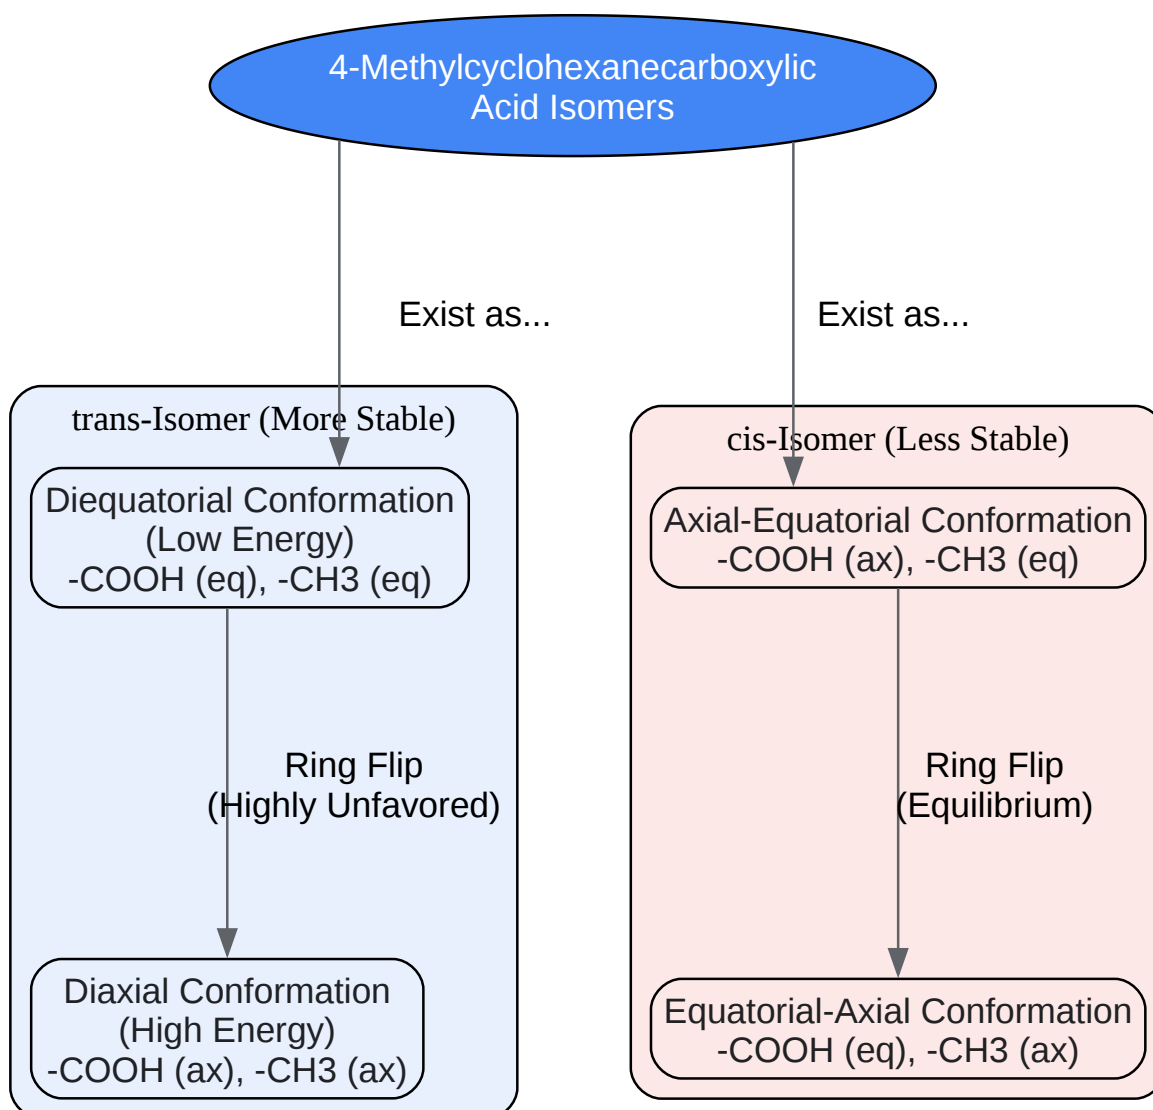 4-Methylcyclohexanecarboxylic
Acid Isomers
Exist as...
Exist as...
trans-Isomer (More Stable)
Diequatorial Conformation
(Low Energy)
-COOH (eq), -CH3 (eq)
Ring Flip
(Highly Unfavored)
Diaxial Conformation
(High Energy)
-COOH (ax), -CH3 (ax)
cis-Isomer (Less Stable)
Axial-Equatorial Conformation
-COOH (ax), -CH3 (eq)
Ring Flip
(Equilibrium)
Equatorial-Axial Conformation
-COOH (eq), -CH3 (ax)